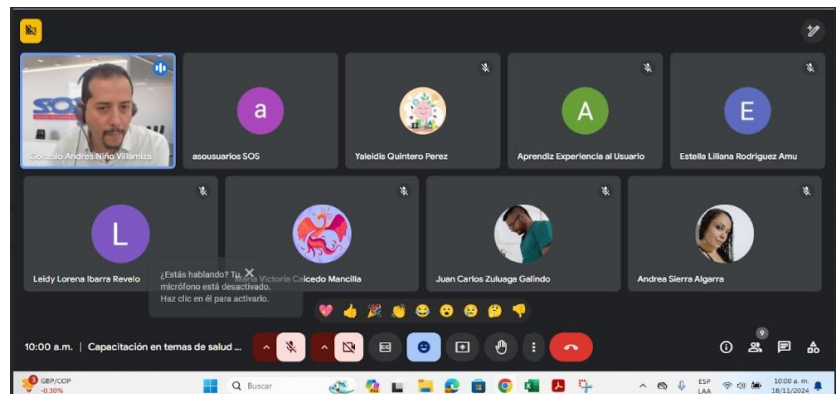 SOS
Gonzalo Andres Niño Villamiza
a
asousuarios SOS
Yaleidis Quintero Perez
A
Aprendiz Experiencia al Usuario
E
Estella Liliana Rodriguez Amu
L
Leidy Lorena Ibarra Revelo
¿Estás hablando? Tu
micrófono está desactivado.
Haz clic en él para activarlo.
Victoria Caicedo Mancilla
Juan Carlos Zuluaga Galindo
Andrea Sierra Algarra
10:00 a.m. | Capacitación en temas de salud ...
9
GBP/COP
-0,30%
Buscar
ESP
LAA
10:00 a. m.
18/11/2024